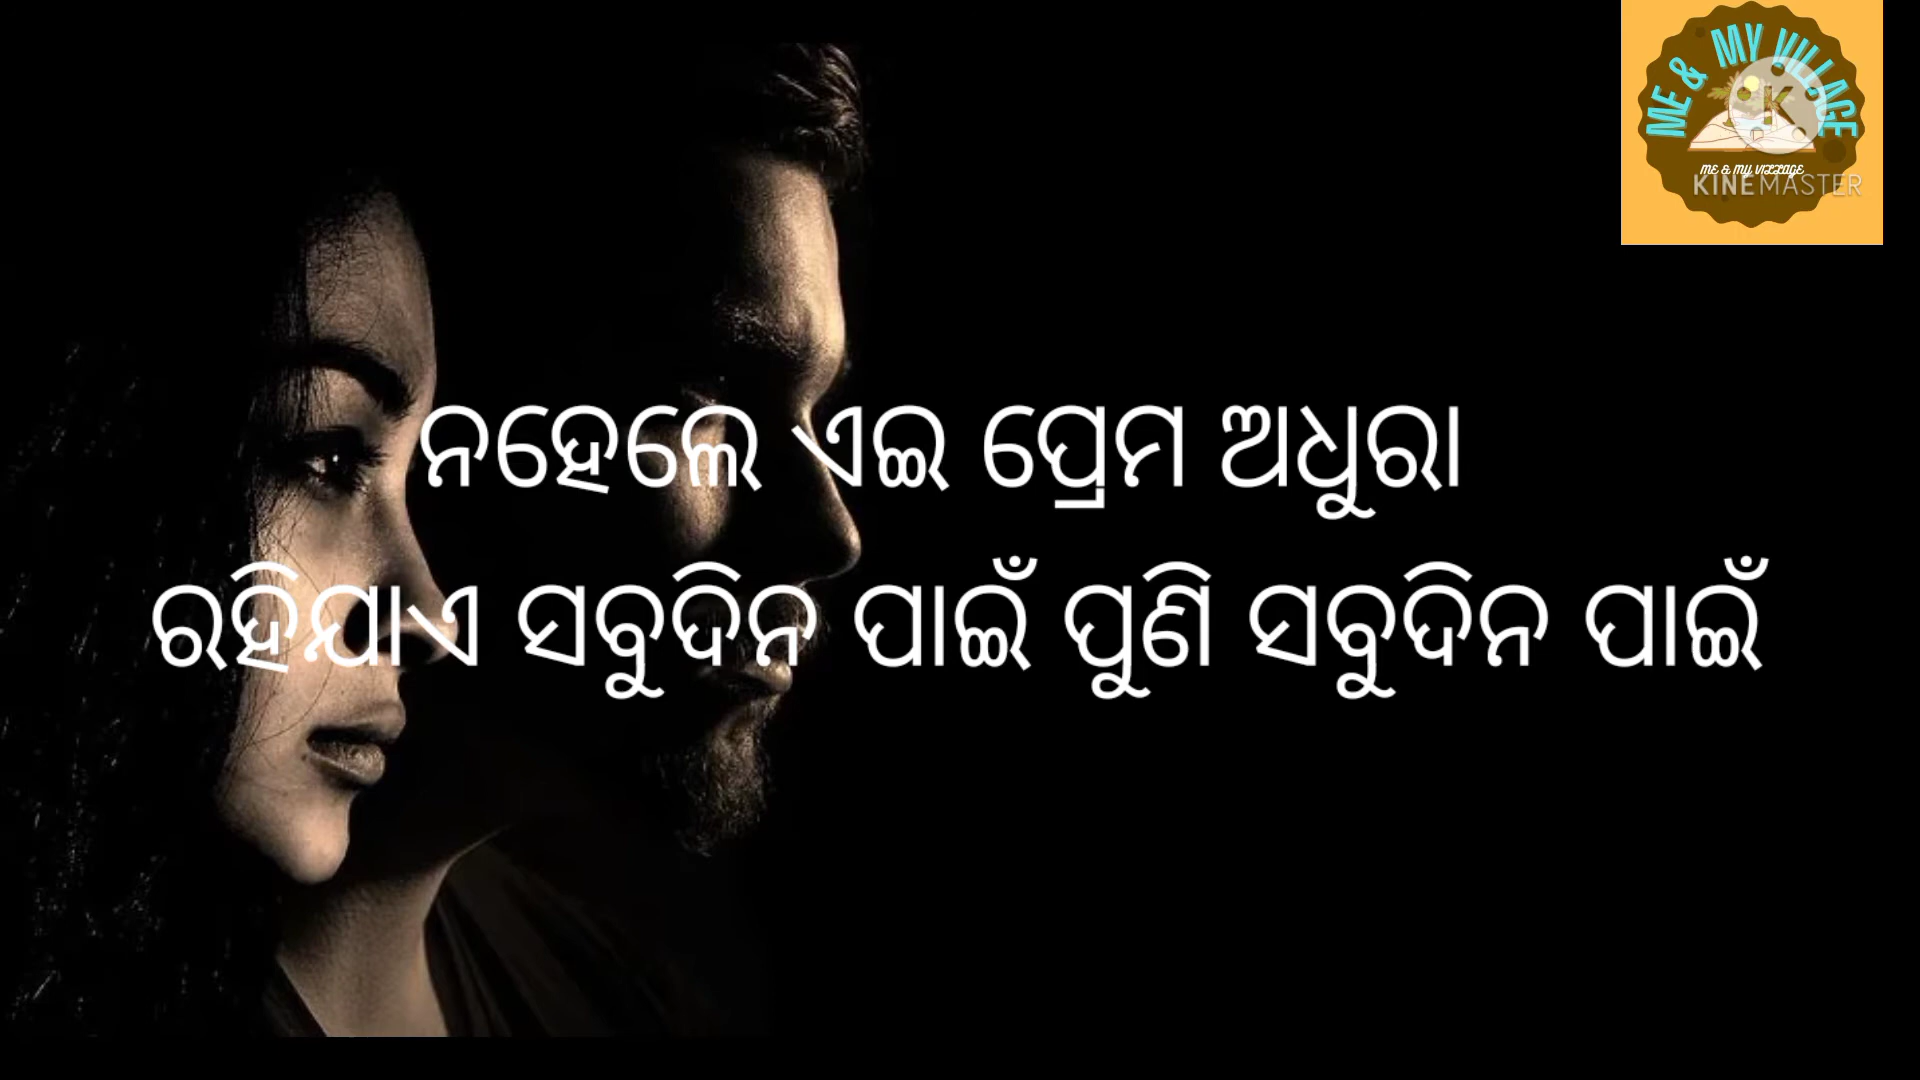 ME & MY VILLAGE
K
ME & MY VILLAGE
KINEMASTER
ନହେଲେ ଏଇ ପ୍ରେମ ଅଧୁରା
ରହିଯାଏ ସବୁଦିନ ପାଇଁ ପୁଣି ସବୁଦିନ ପାଇଁ